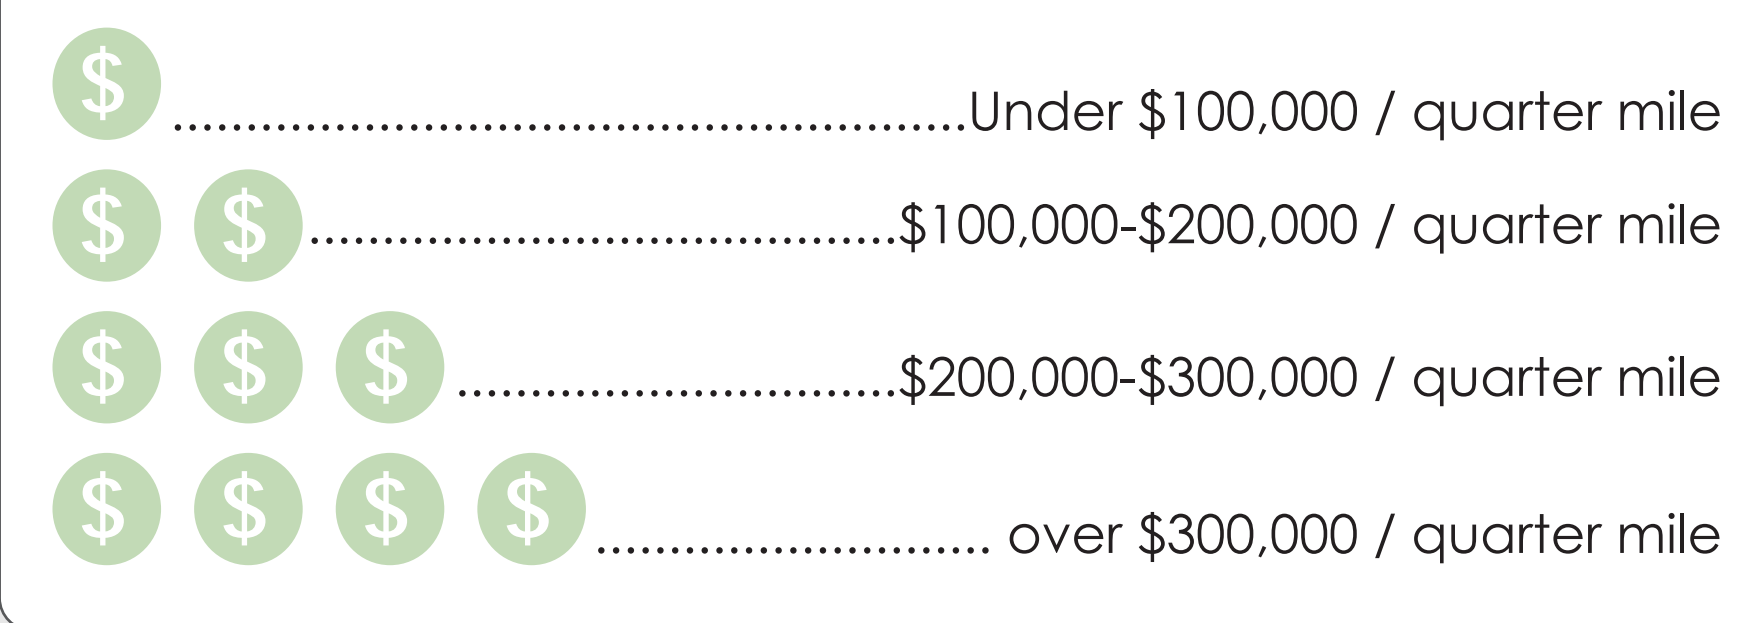 $ ......................................................Under $100,000 / quarter mile
$ $ ........................................$100,000-$200,000 / quarter mile
$ $ $ ..............................$200,000-$300,000 / quarter mile
$ $ $ $ ........................... over $300,000 / quarter mile